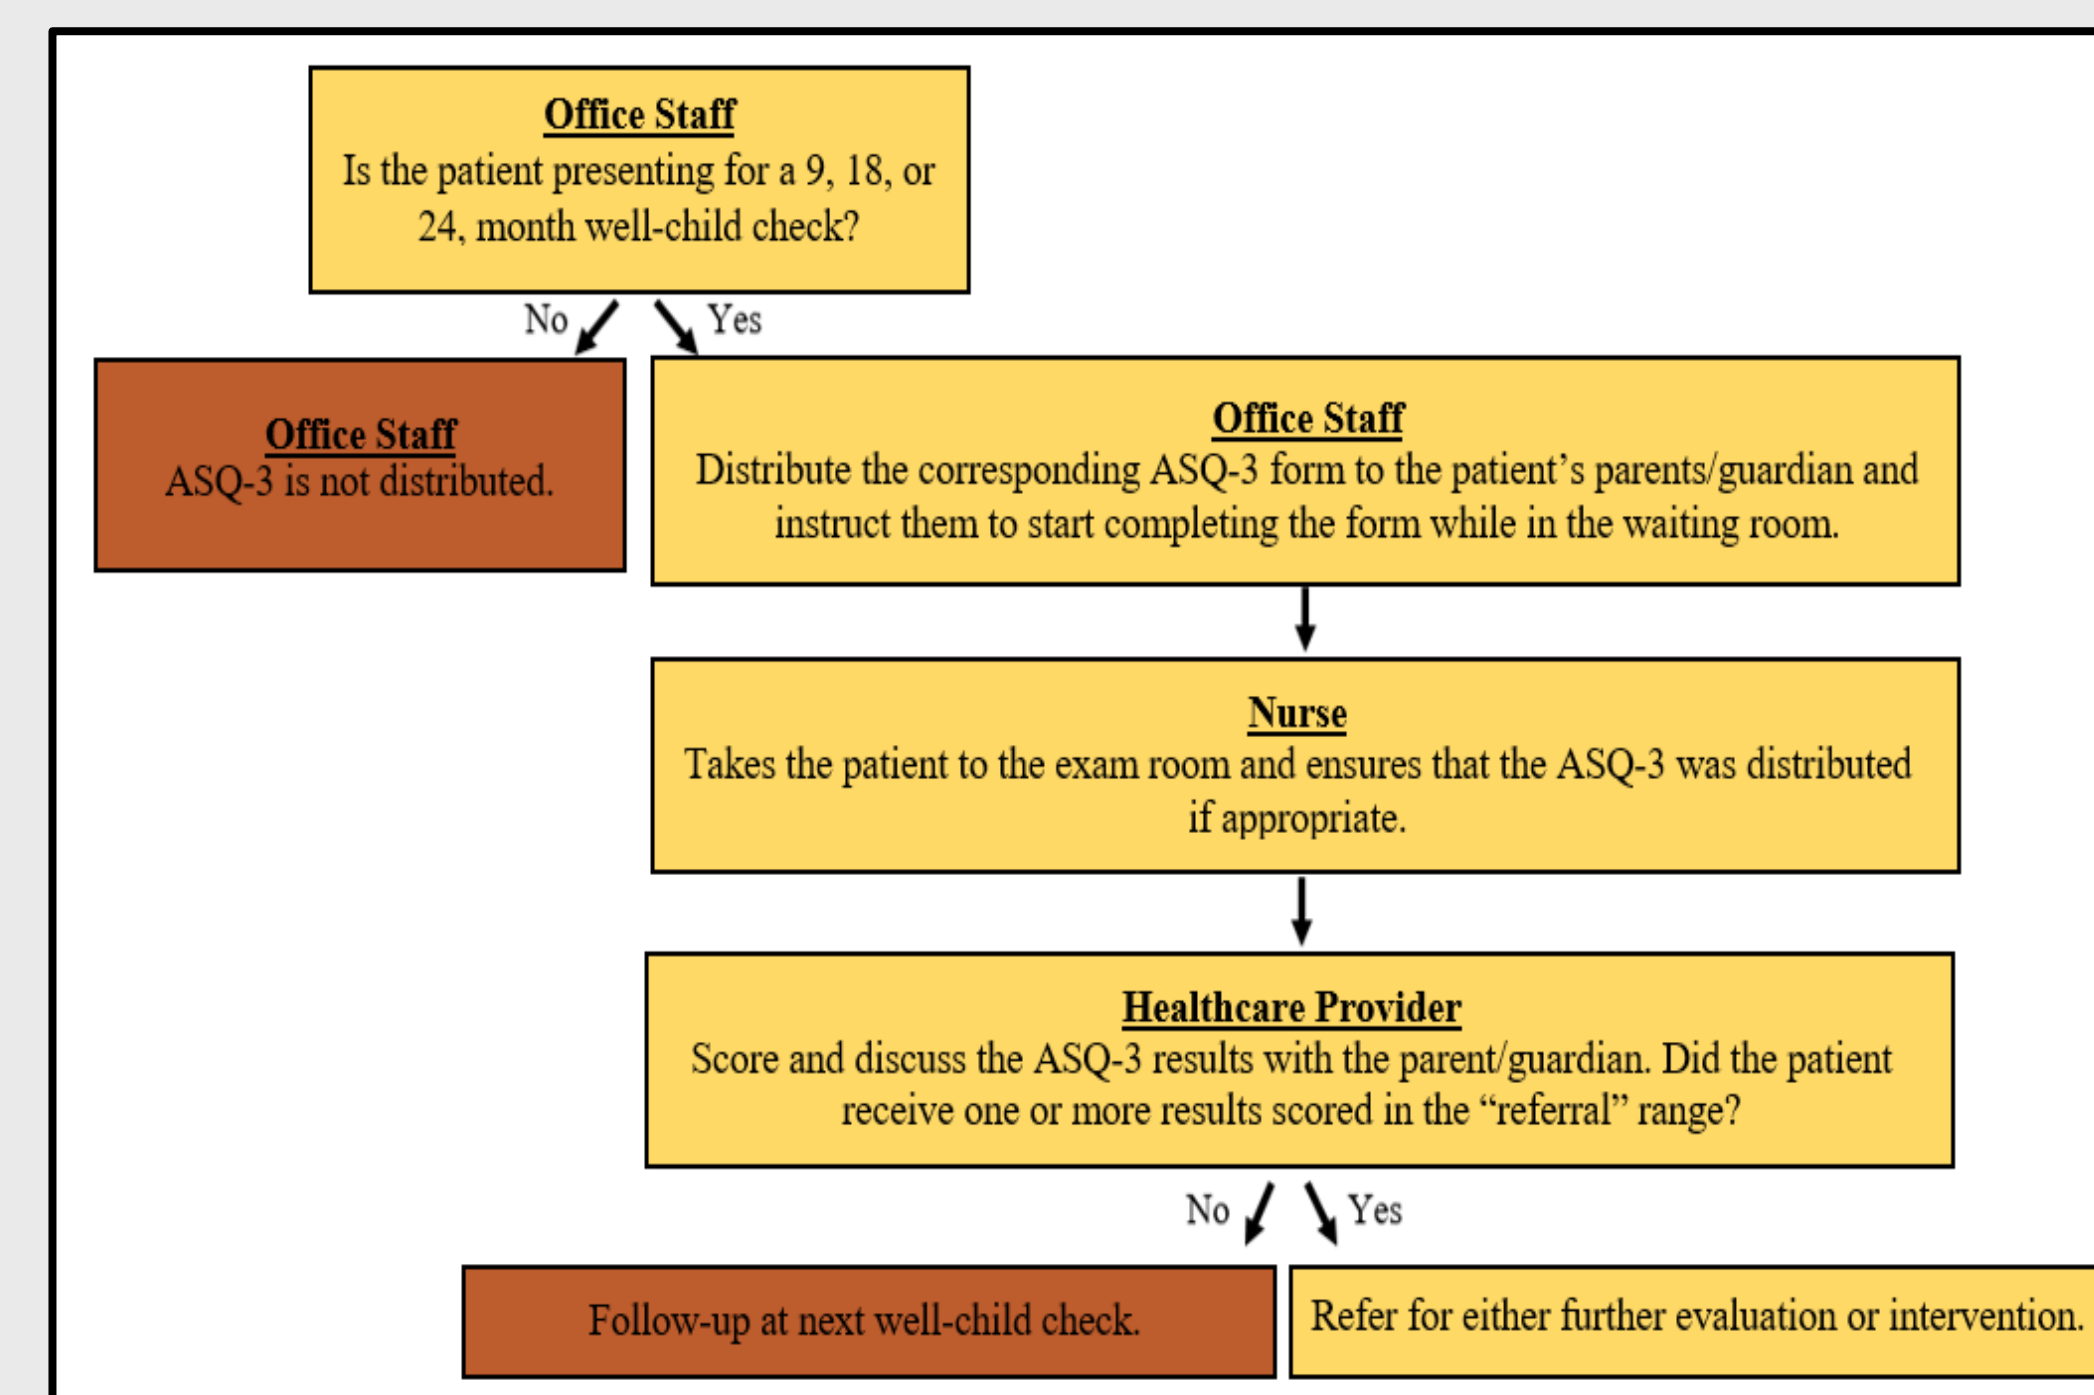 Office Staff
Is the patient presenting for a 9, 18, or
24, month well-child check?
No
Yes
Office Staff
ASQ-3 is not distributed.
Office Staff
Distribute the corresponding ASQ-3 form to the patient’s parents/guardian and
instruct them to start completing the form while in the waiting room.
Nurse
Takes the patient to the exam room and ensures that the ASQ-3 was distributed
if appropriate.
Healthcare Provider
Score and discuss the ASQ-3 results with the parent/guardian. Did the patient
receive one or more results scored in the “referral” range?
No
Yes
Follow-up at next well-child check.
Refer for either further evaluation or intervention.